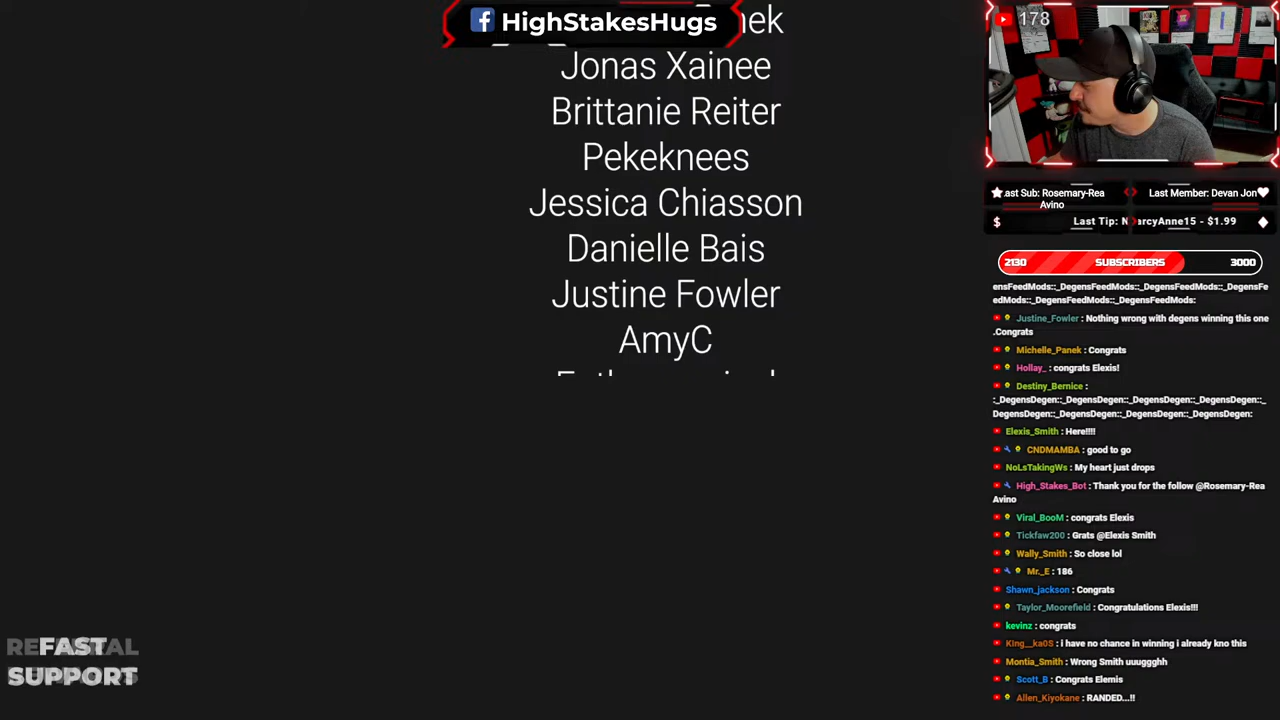 HighStakesHugs
Jonas Xainee
Brittanie Reiter
Pekeknees
Jessica Chiasson
Danielle Bais
Justine Fowler
AmyC
FAST
SUPPORT
178
Last Sub: Rosemary-Rea
Avino
Last Member: Devan Jon
Last Tip: N arcyAnne15 - $1.99
2130 SUBSCRIBERS 3000
ensFeedMods::_DegensFeedMods::_DegensFeedMods::_DegensFe
edMods::_DegensFeedMods::_DegensFeedMods:
Justine_Fowler : Nothing wrong with degens winning this one
.Congrats
Michelle_Panek : Congrats
Hollay_ : congrats Elexis!
Destiny_Bernice :
:_DegensDegen::_DegensDegen::_DegensDegen::_DegensDegen::_
DegensDegen::_DegensDegen::_DegensDegen::_DegensDegen:
Elexis_Smith : Here!!!!
CNDMAMBA : good to go
NoLsTakingWs : My heart just drops
High_Stakes_Bot : Thank you for the follow @Rosemary-Rea
Avino
Viral_BooM : congrats Elexis
Tickfaw200 : Grats @Elexis Smith
Wally_Smith : So close lol
Mr._E : 186
Shawn_jackson : Congrats
Taylor_Moorefield : Congratulations Elexis!!!
kevinz : congrats
King__ka0S : i have no chance in winning i already kno this
Montia_Smith : Wrong Smith uuuggghh
Scott_B : Congrats Elemis
Allen_Kiyokane : RANDED...!!